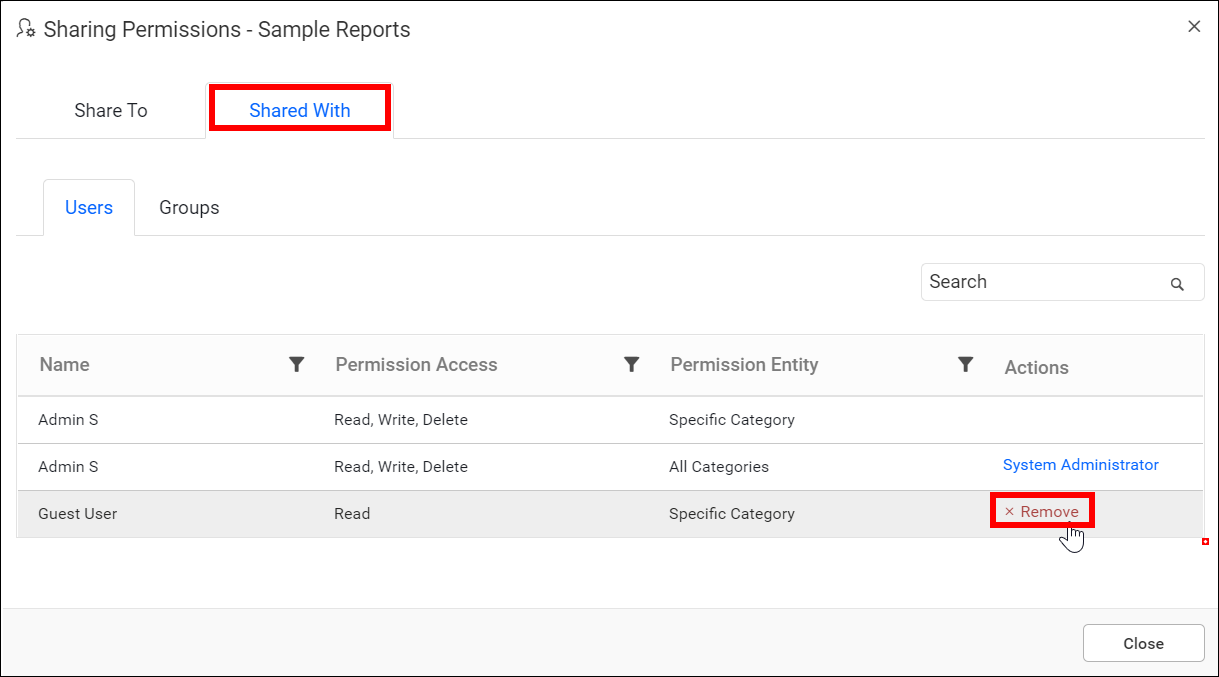 Sharing Permissions - Sample Reports
Share To Shared With
Users Groups
Search
Name Permission Access Permission Entity Actions
Admin S Read, Write, Delete Specific Category
Admin S Read, Write, Delete All Categories System Administrator
Guest User Read Specific Category × Remove
Close